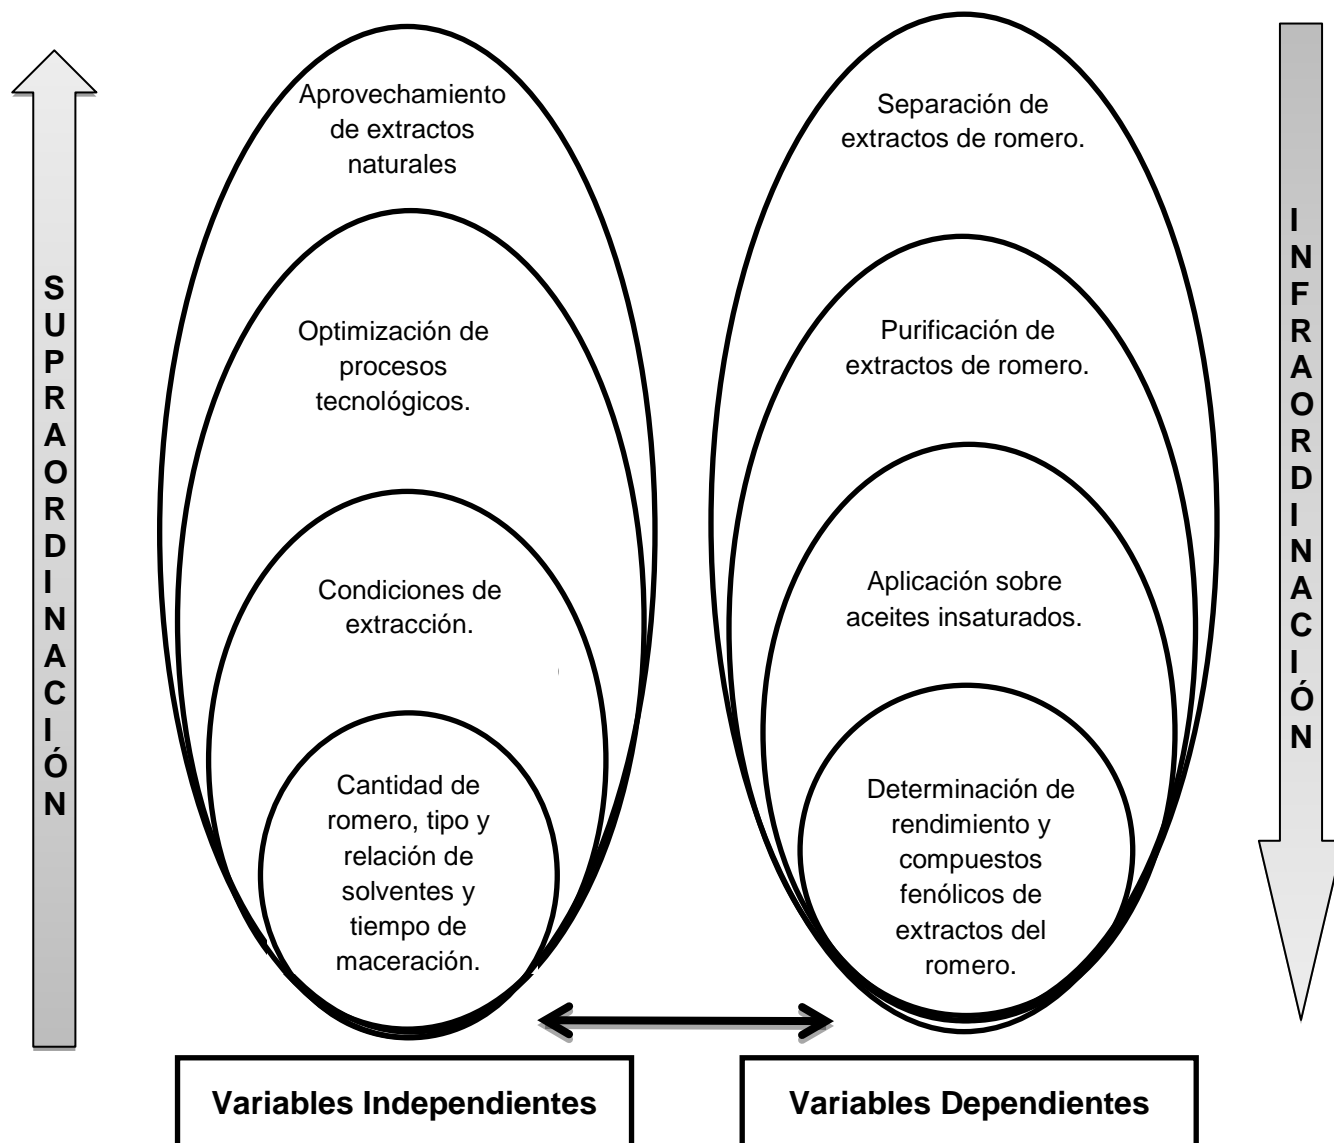 SUPRAORDINACIÓN
Aprovechamiento
de extractos
naturales
Optimización de
procesos
tecnológicos.
Condiciones de
extracción.
Cantidad de
romero, tipo y
relación de
solventes y
tiempo de
maceración.
Variables Independientes
Separación de
extractos de romero.
Purificación de
extractos de romero.
Aplicación sobre
aceites insaturados.
Determinación de
rendimiento y
compuestos
fenólicos de
extractos del
romero.
Variables Dependientes
INFRAORDINACIÓN